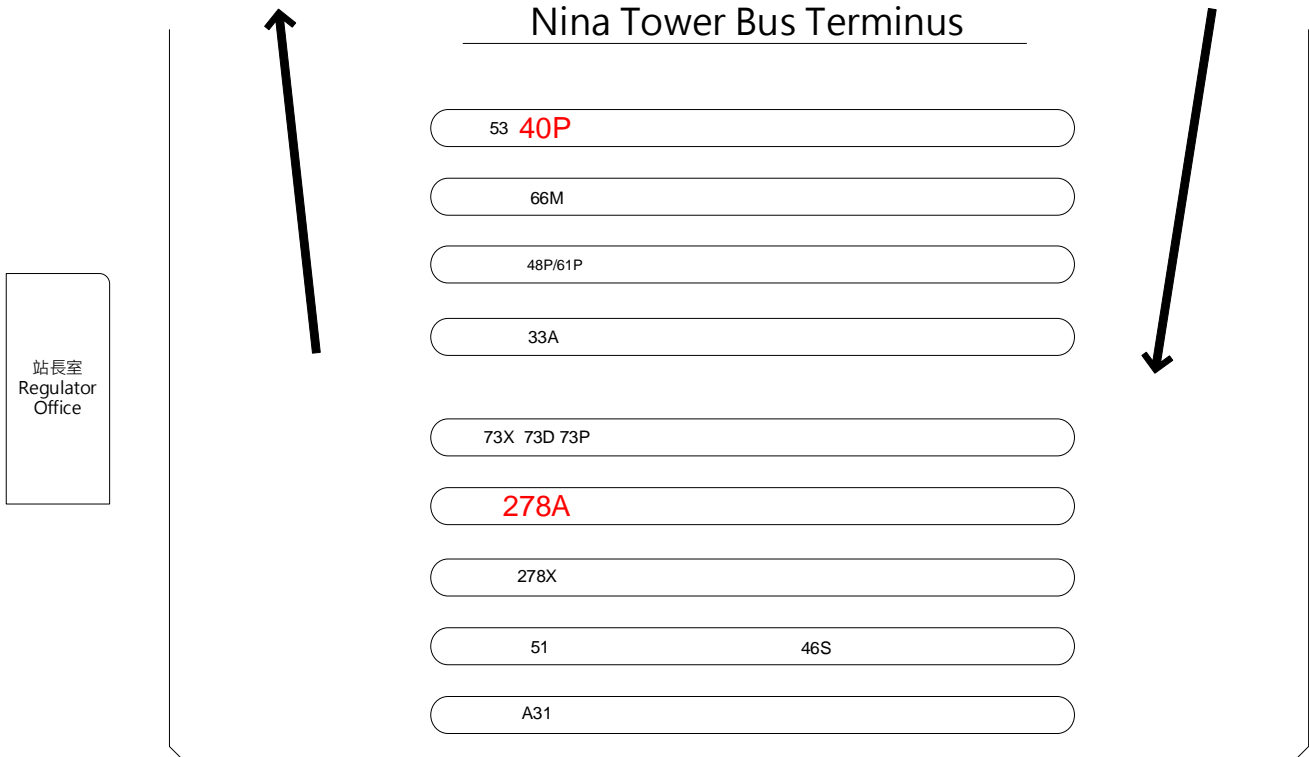 Nina Tower Bus Terminus
53 40P
66M
48P/61P
33A
站長室
Regulator
Office
73X 73D 73P
278A
278X
51 46S
A31